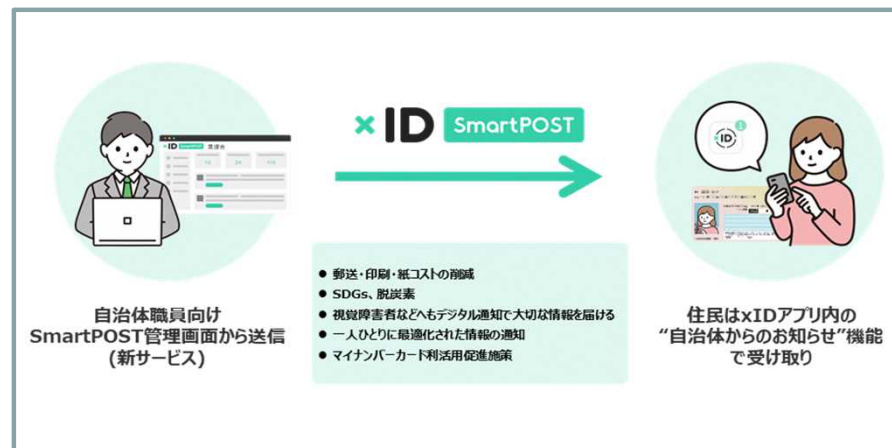 ×ID SmartPOST
自治体職員向け
SmartPOST管理画面から送信
(新サービス)
● 郵送・印刷・紙コストの削減
● SDGs、脱炭素
● 視覚障害者などへもデジタル通知で大切な情報を届ける
● 一人ひとりに最適化された情報の通知
● マイナンバーカード利活用促進施策
住民はxIDアプリ内の
“自治体からのお知らせ”機能
で受け取り
×ID
1
×ID SmartPOST